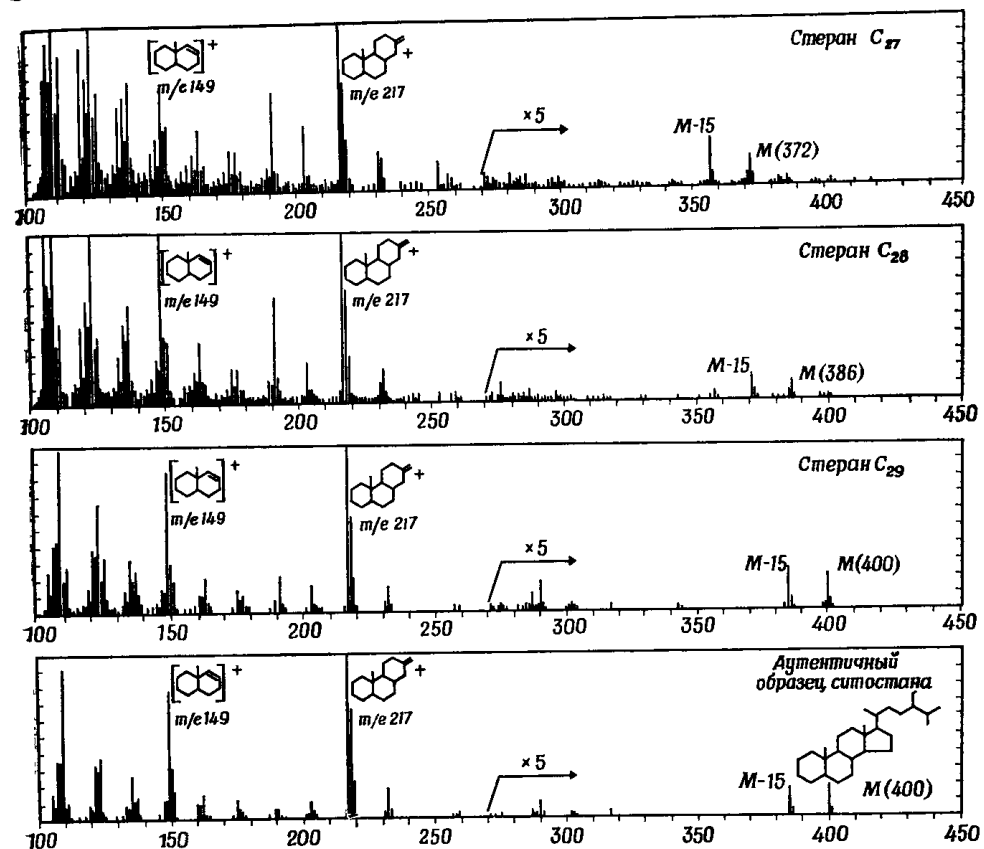 Стеран C₂₇
[ ]⁺
m/e 149
+
m/e 217
×5
M-15
M(372)
100 150 200 250 300 350 400 450
Стеран C₂₈
[ ]⁺
m/e 149
+
m/e 217
×5
M-15
M(386)
100 150 200 250 300 350 400 450
Стеран C₂₉
[ ]⁺
m/e 149
+
m/e 217
×5
M-15
M(400)
100 150 200 250 300 350 400 450
Аутентичный
образец ситостана
[ ]⁺
m/e 149
+
m/e 217
×5
M-15
M(400)
100 150 200 250 300 350 400 450